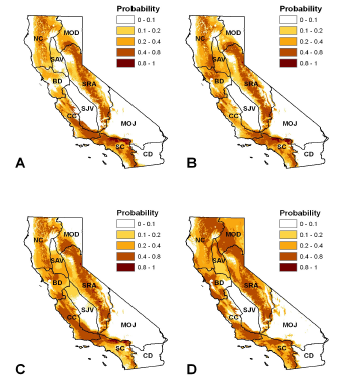 Probability
0 - 0.1
0.1 - 0.2
0.2 - 0.4
0.4 - 0.8
0.8 - 1
NC
MOD
SAV
BD
SRA
CC
SJV
MOJ
SC
CD
A
Probability
0 - 0.1
0.1 - 0.2
0.2 - 0.4
0.4 - 0.8
0.8 - 1
NC
MOD
SAV
BD
SRA
CC
SJV
MOJ
SC
CD
B
Probability
0 - 0.1
0.1 - 0.2
0.2 - 0.4
0.4 - 0.8
0.8 - 1
NC
MOD
SAV
BD
SRA
CC
SJV
MOJ
SC
CD
C
Probability
0 - 0.1
0.1 - 0.2
0.2 - 0.4
0.4 - 0.8
0.8 - 1
NC
MOD
SAV
BD
SRA
CC
SJV
MOJ
SC
CD
D